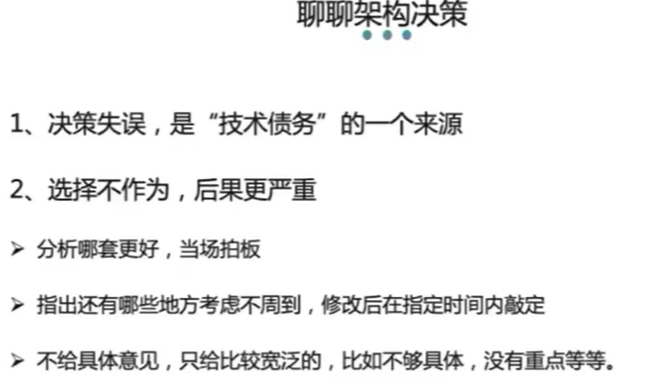 聊聊架构决策
1、决策失误，是“技术债务”的一个来源
2、选择不作为，后果更严重
➢ 分析哪套更好，当场拍板
➢ 指出还有哪些地方考虑不周到，修改后在指定时间内敲定
➢ 不给具体意见，只给比较宽泛的，比如不够具体，没有重点等等。